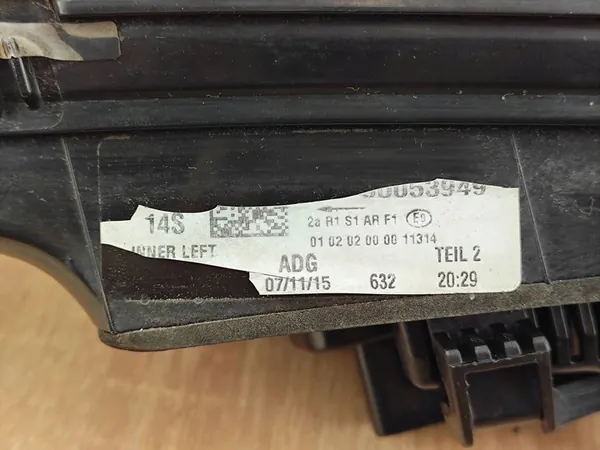 53949
14S 2a R1 S1 AR F1 E9
01 02 02 00 00 11314
INNER LEFT ADG TEIL 2
07/11/15 632 20:29